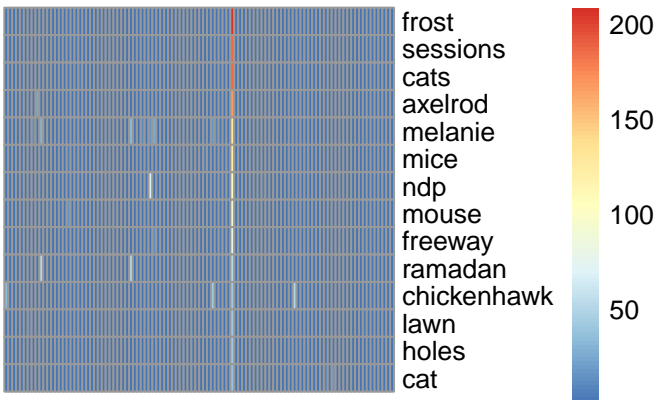 frost
sessions
cats
axelrod
melanie
mice
ndp
mouse
freeway
ramadan
chickenhawk
lawn
holes
cat
200
150
100
50